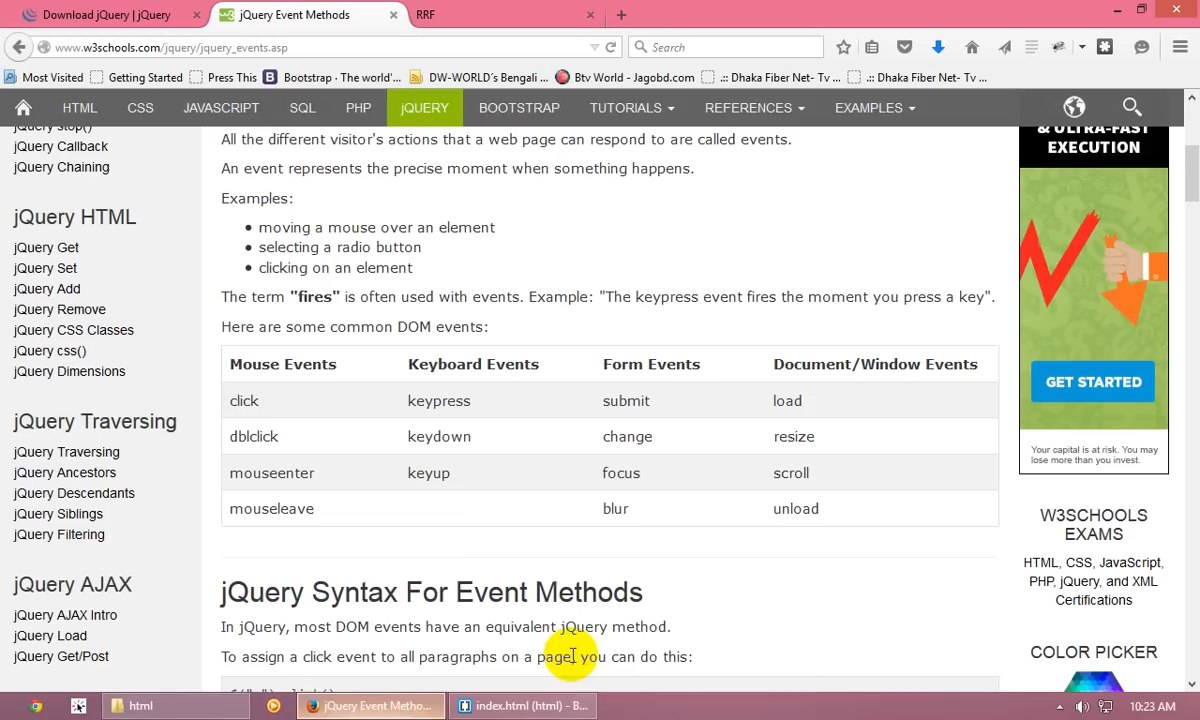 Download jQuery | jQuery
jQuery Event Methods
RRF
www.w3schools.com/jquery/jquery_events.asp
Search
Most Visited
Getting Started
Press This
Bootstrap · The world'...
DW-WORLD´s Bengali ...
Btv World - Jagobd.com
.:: Dhaka Fiber Net- Tv ...
.:: Dhaka Fiber Net- Tv ...
HTML
CSS
JAVASCRIPT
SQL
PHP
jQUERY
BOOTSTRAP
TUTORIALS
REFERENCES
EXAMPLES
jQuery stop()
jQuery Callback
jQuery Chaining
jQuery HTML
jQuery Get
jQuery Set
jQuery Add
jQuery Remove
jQuery CSS Classes
jQuery css()
jQuery Dimensions
jQuery Traversing
jQuery Traversing
jQuery Ancestors
jQuery Descendants
jQuery Siblings
jQuery Filtering
jQuery AJAX
jQuery AJAX Intro
jQuery Load
jQuery Get/Post
All the different visitor's actions that a web page can respond to are called events.
An event represents the precise moment when something happens.
Examples:
• moving a mouse over an element
• selecting a radio button
• clicking on an element
The term "fires" is often used with events. Example: "The keypress event fires the moment you press a key".
Here are some common DOM events:
Mouse Events Keyboard Events Form Events Document/Window Events
click keypress submit load
dblclick keydown change resize
mouseenter keyup focus scroll
mouseleave blur unload
jQuery Syntax For Event Methods
In jQuery, most DOM events have an equivalent jQuery method.
To assign a click event to all paragraphs on a page, you can do this:
$("p").click();
& ULTRA-FAST
EXECUTION
GET STARTED
Your capital is at risk. You may
lose more than you invest.
W3SCHOOLS
EXAMS
HTML, CSS, JavaScript,
PHP, jQuery, and XML
Certifications
COLOR PICKER
html
jQuery Event Metho...
index.html (html) - B...
10:23 AM